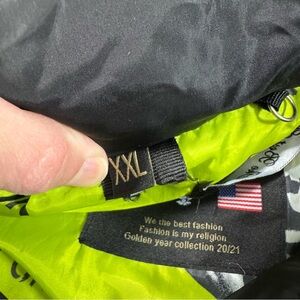 XXL
We the best fashion
Fashion is my religion
Golden year collection 20/21